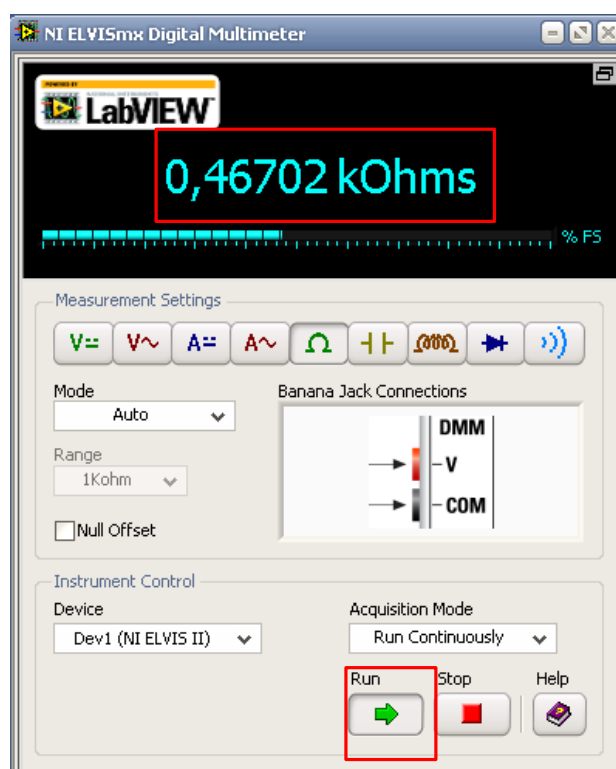 NI ELVISmx Digital Multimeter
LabVIEW
0,46702 kOhms
% FS
Measurement Settings
V V A A Ω
Mode
Banana Jack Connections
Auto
DMM
V
Range
1Kohm
COM
Null Offset
Instrument Control
Device
Acquisition Mode
Dev1 (NI ELVIS II)
Run Continuously
Run
Stop
Help